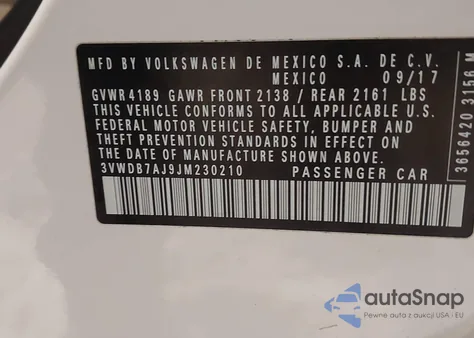 MFD BY VOLKSWAGEN DE MEXICO S.A. DE C.V.
MEXICO 09/17
GVWR 4189 GAWR FRONT 2138 / REAR 2161 LBS
THIS VEHICLE CONFORMS TO ALL APPLICABLE
FEDERAL MOTOR VEHICLE SAFETY, BUMPER AND
THEFT PREVENTION STANDARDS IN EFFECT ON
THE DATE OF MANUFACTURE SHOWN ABOVE.
3VWDB7AJ9JM230210 PASSENGER CAR
3656420 3156 M
autoSnap
Pewne auta z aukcji USA i EU